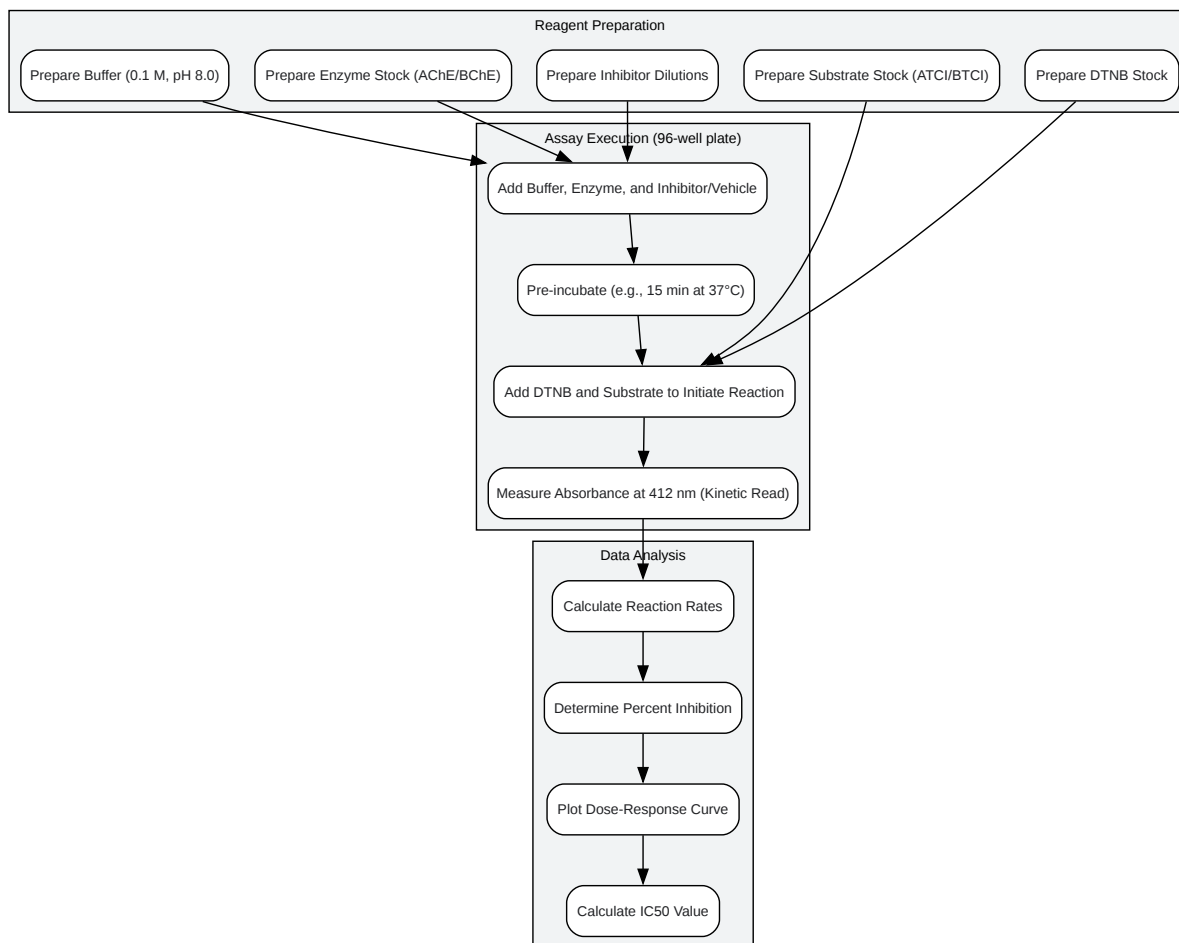 Reagent Preparation
Prepare Buffer (0.1 M, pH 8.0)
Prepare Enzyme Stock (AChE/BChE)
Prepare Inhibitor Dilutions
Prepare Substrate Stock (ATCI/BTCI)
Prepare DTNB Stock
Assay Execution (96-well plate)
Add Buffer, Enzyme, and Inhibitor/Vehicle
Pre-incubate (e.g., 15 min at 37°C)
Add DTNB and Substrate to Initiate Reaction
Measure Absorbance at 412 nm (Kinetic Read)
Data Analysis
Calculate Reaction Rates
Determine Percent Inhibition
Plot Dose-Response Curve
Calculate IC50 Value